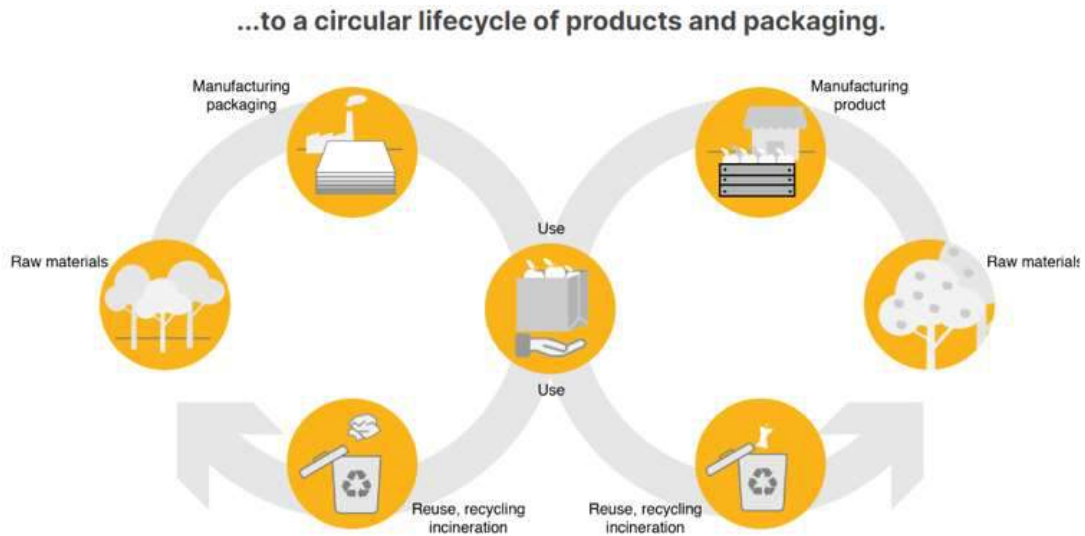 ...to a circular lifecycle of products and packaging.
Manufacturing
packaging
Manufacturing
product
Use
Raw materials
Raw materials
Use
Reuse, recycling
incineration
Reuse, recycling
incineration